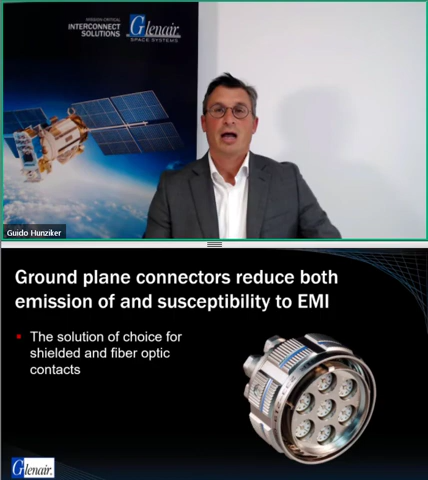 MISSION-CRITICAL
INTERCONNECT
SOLUTIONS
Glenair.
SPACE SYSTEMS
Guido Hunziker
Ground plane connectors reduce both
emission of and susceptibility to EMI
The solution of choice for
shielded and fiber optic
contacts
Glenair.